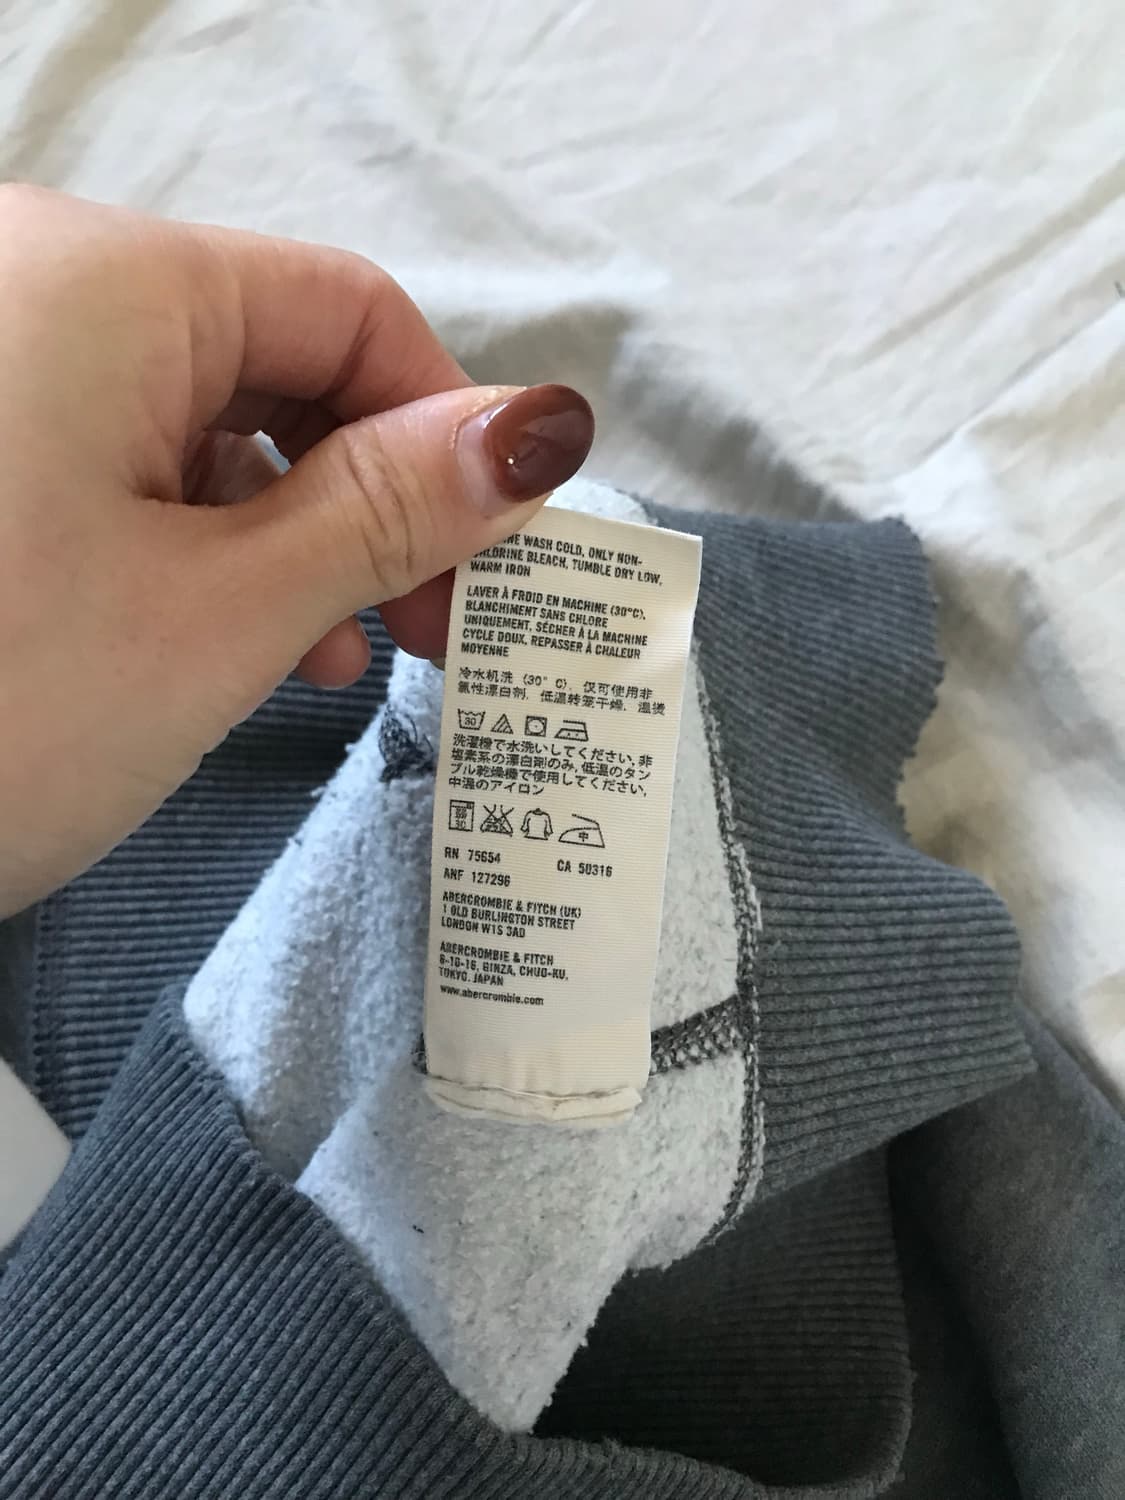 WASH COLD, ONLY NON-
CHLORINE BLEACH, TUMBLE DRY LOW,
WARM IRON
LAVER À FROID EN MACHINE (30°C).
BLANCHIMENT SANS CHLORE
UNIQUEMENT, SÉCHER À LA MACHINE
CYCLE DOUX, REPASSER À CHALEUR
MOYENNE
冷水机洗 (30° C). 仅可使用非
氯性漂白剂. 低温转笼干燥. 温烫
30
洗濯機で水洗いしてください, 非
塩素系の漂白剤のみ, 低温のタン
ブル乾燥機で使用してください,
中温のアイロン
30 中
RN 75654 CA 50316
ANF 127296
ABERCROMBIE & FITCH (UK)
1 OLD BURLINGTON STREET
LONDON W1S 3AD
ABERCROMBIE & FITCH
6-10-16, GINZA, CHUO-KU,
TOKYO, JAPAN
www.abercrombie.com